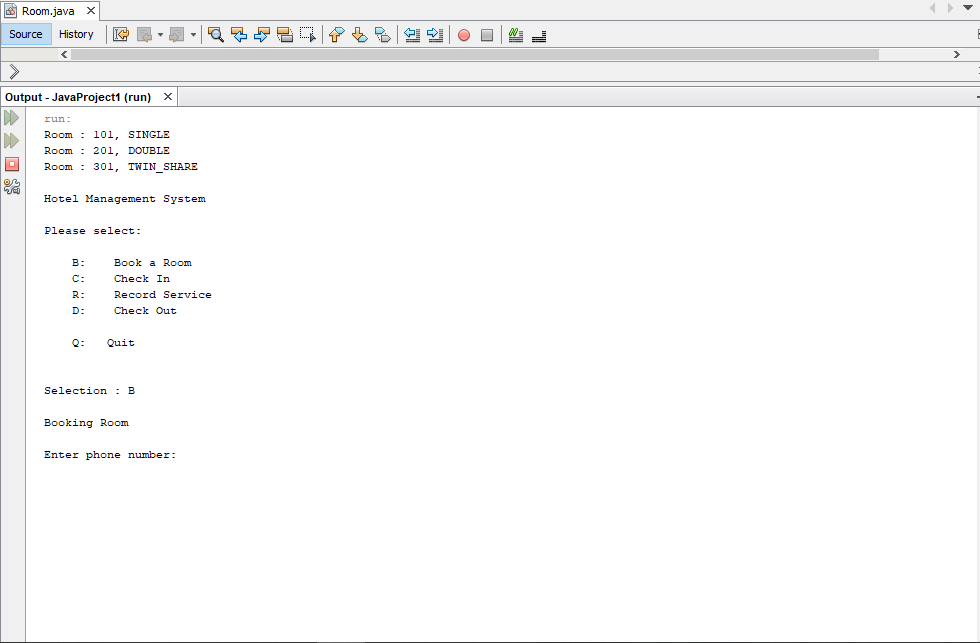 Room.java
Source History
Output - JavaProject1 (run)
run:
Room : 101, SINGLE
Room : 201, DOUBLE
Room : 301, TWIN_SHARE
Hotel Management System
Please select:
B: Book a Room
C: Check In
R: Record Service
D: Check Out
Q: Quit
Selection : B
Booking Room
Enter phone number: